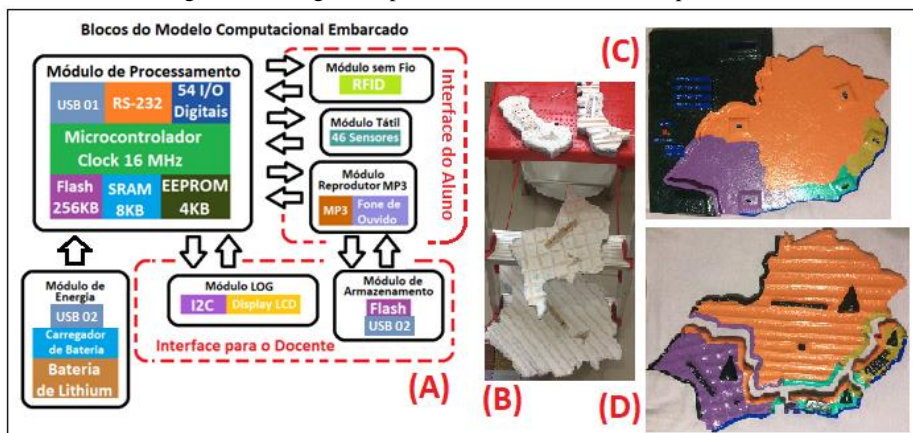 Blocos do Modelo Computacional Embarcado
Módulo de Processamento
USB 01
RS-232
54 I/O
Digitais
Microcontrolador
Clock 16 MHz
Flash
256KB
SRAM
8KB
EEPROM
4KB
Módulo sem Fio
RFID
Módulo Tátil
46 Sensores
Módulo
Reprodutor MP3
MP3
Fone de
Ouvido
Interface do Aluno
Módulo de
Energia
USB 02
Carregador
de Bateria
Bateria
de Lithium
Módulo LOG
I2C
Display LCD
Módulo de
Armazenamento
Flash
USB 02
Interface para o Docente
(A)
(B)
(C)
(D)